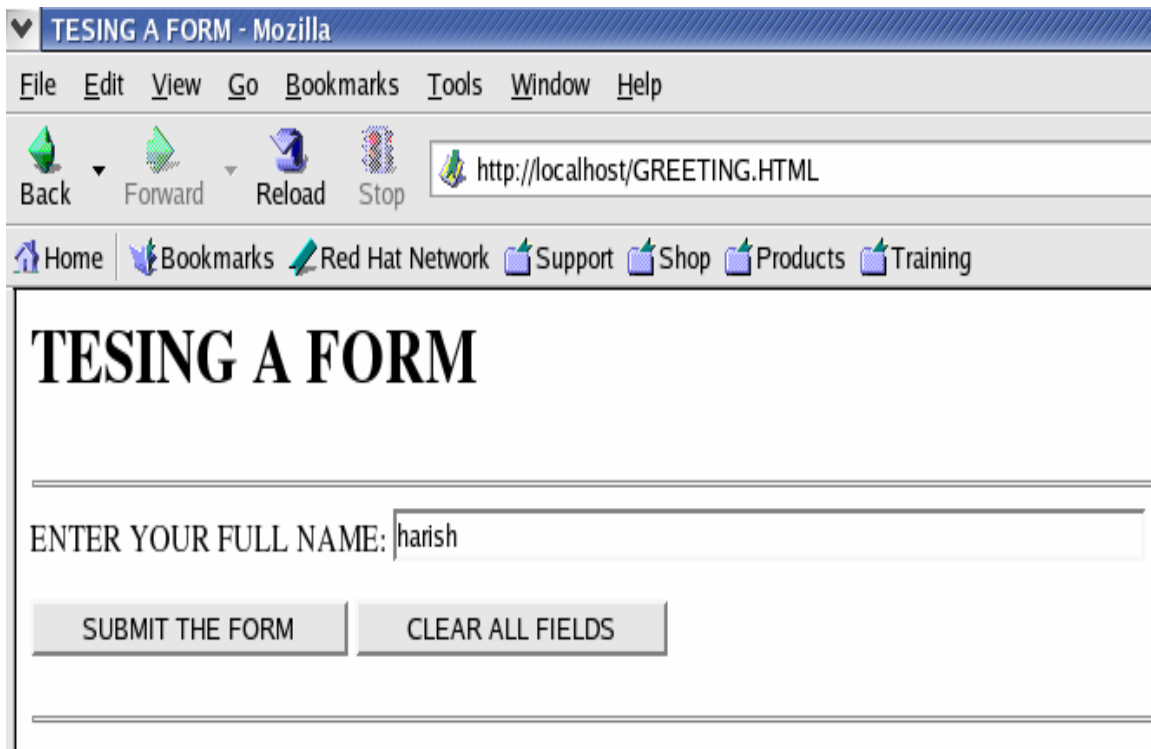 TESING A FORM - Mozilla
File Edit View Go Bookmarks Tools Window Help
Back Forward Reload Stop http://localhost/GREETING.HTML
Home Bookmarks Red Hat Network Support Shop Products Training
TESING A FORM
ENTER YOUR FULL NAME: harish
SUBMIT THE FORM CLEAR ALL FIELDS